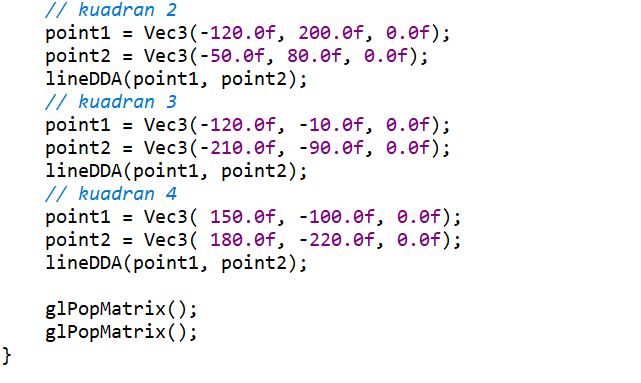 // kuadran 2
point1 = Vec3(-120.0f, 200.0f, 0.0f);
point2 = Vec3(-50.0f, 80.0f, 0.0f);
lineDDA(point1, point2);
// kuadran 3
point1 = Vec3(-120.0f, -10.0f, 0.0f);
point2 = Vec3(-210.0f, -90.0f, 0.0f);
lineDDA(point1, point2);
// kuadran 4
point1 = Vec3( 150.0f, -100.0f, 0.0f);
point2 = Vec3( 180.0f, -220.0f, 0.0f);
lineDDA(point1, point2);

glPopMatrix();
glPopMatrix();
}